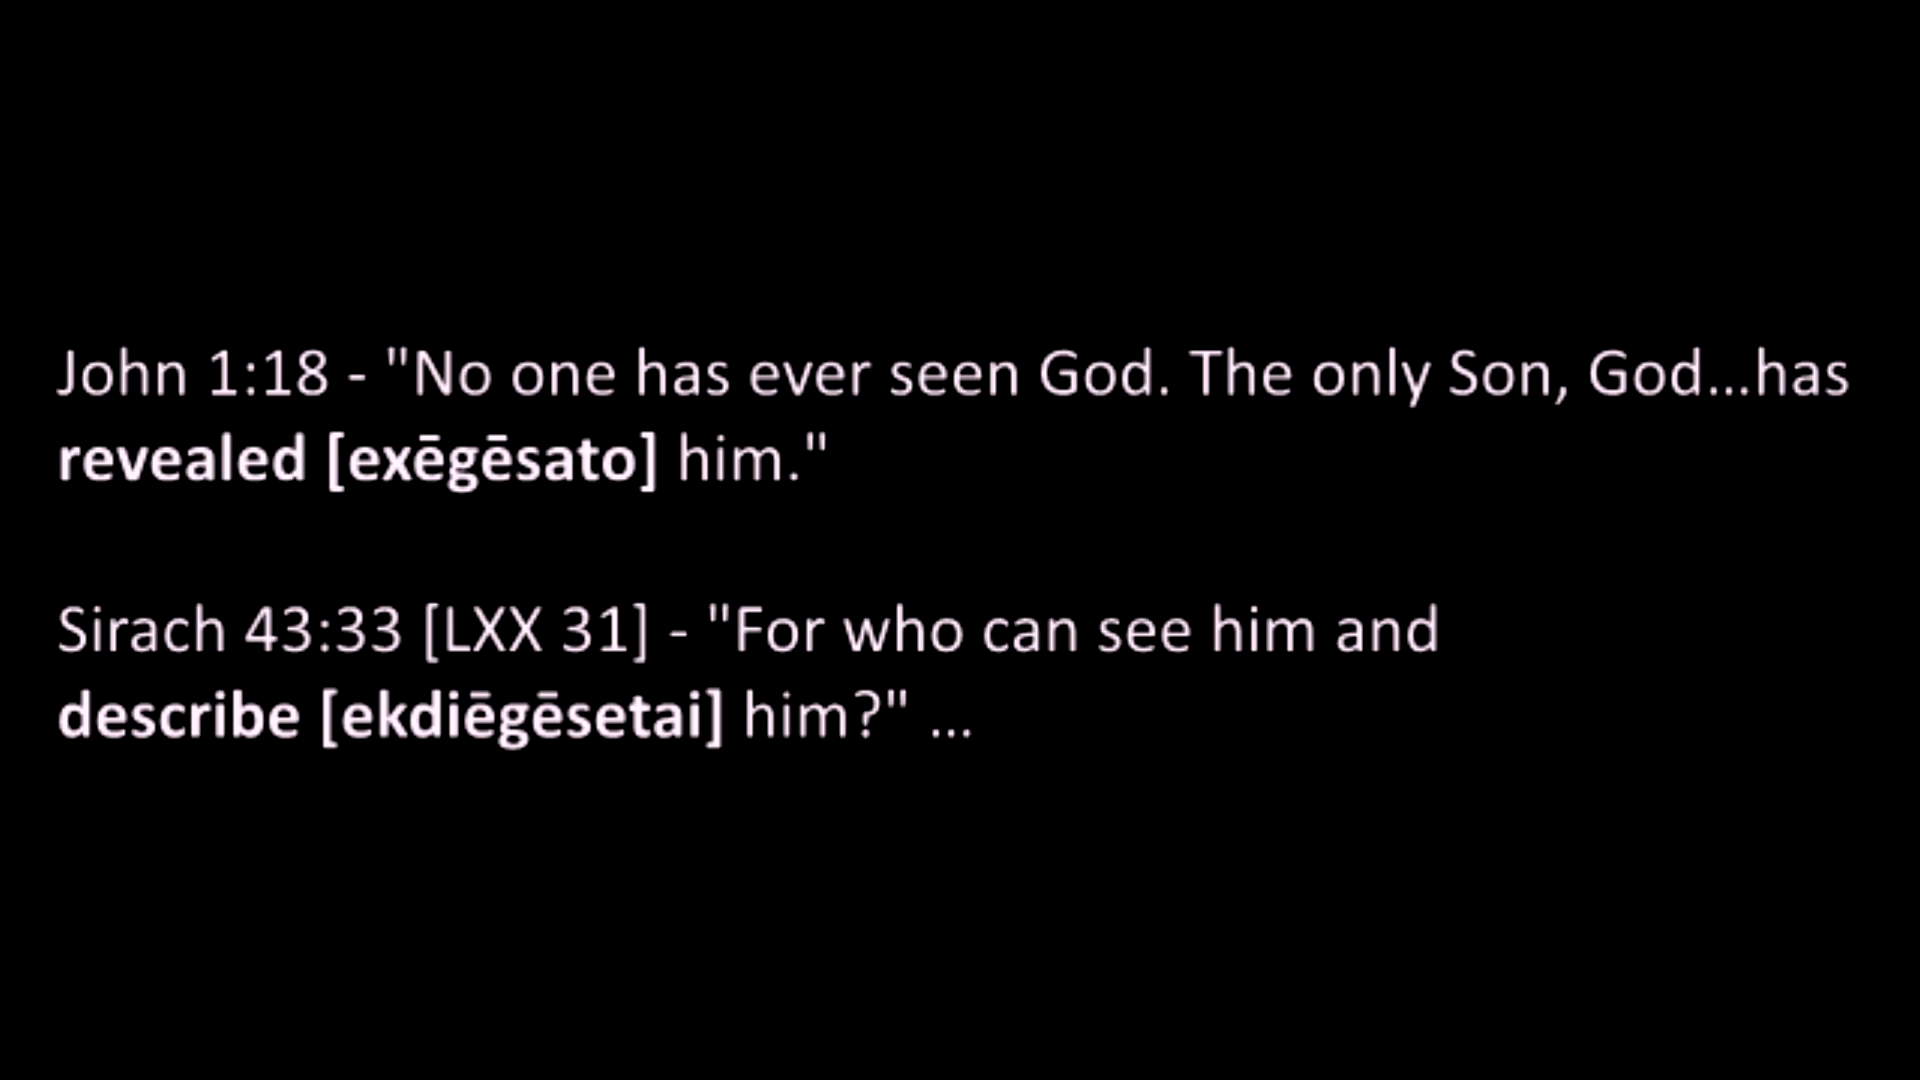 John 1:18 - "No one has ever seen God. The only Son, God...has
revealed [exēgēsato] him."
Sirach 43:33 [LXX 31] - "For who can see him and
describe [ekdiēgēsetai] him?" ...